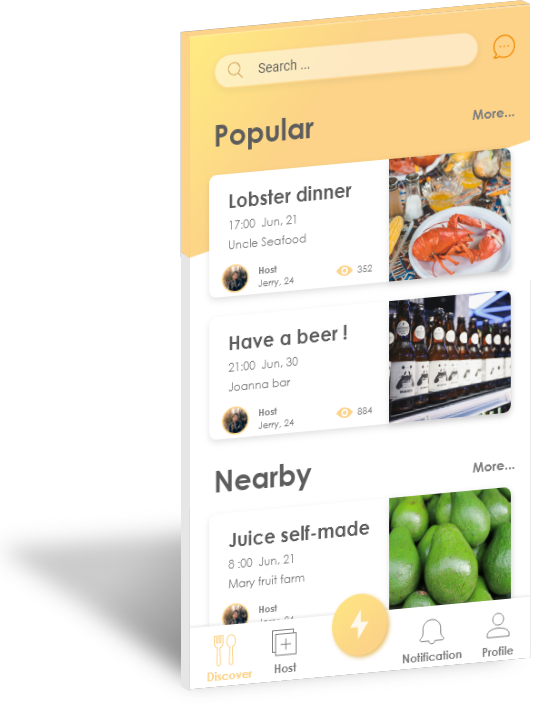 Search ...
Popular
More...
Lobster dinner
17:00 Jun, 21
Uncle Seafood
Host
Jerry, 24
352
Have a beer !
21:00 Jun, 30
Joanna bar
Host
Jerry, 24
884
Nearby
More...
Juice self-made
8 :00 Jun, 21
Mary fruit farm
Host
Discover
Host
Notification
Profile